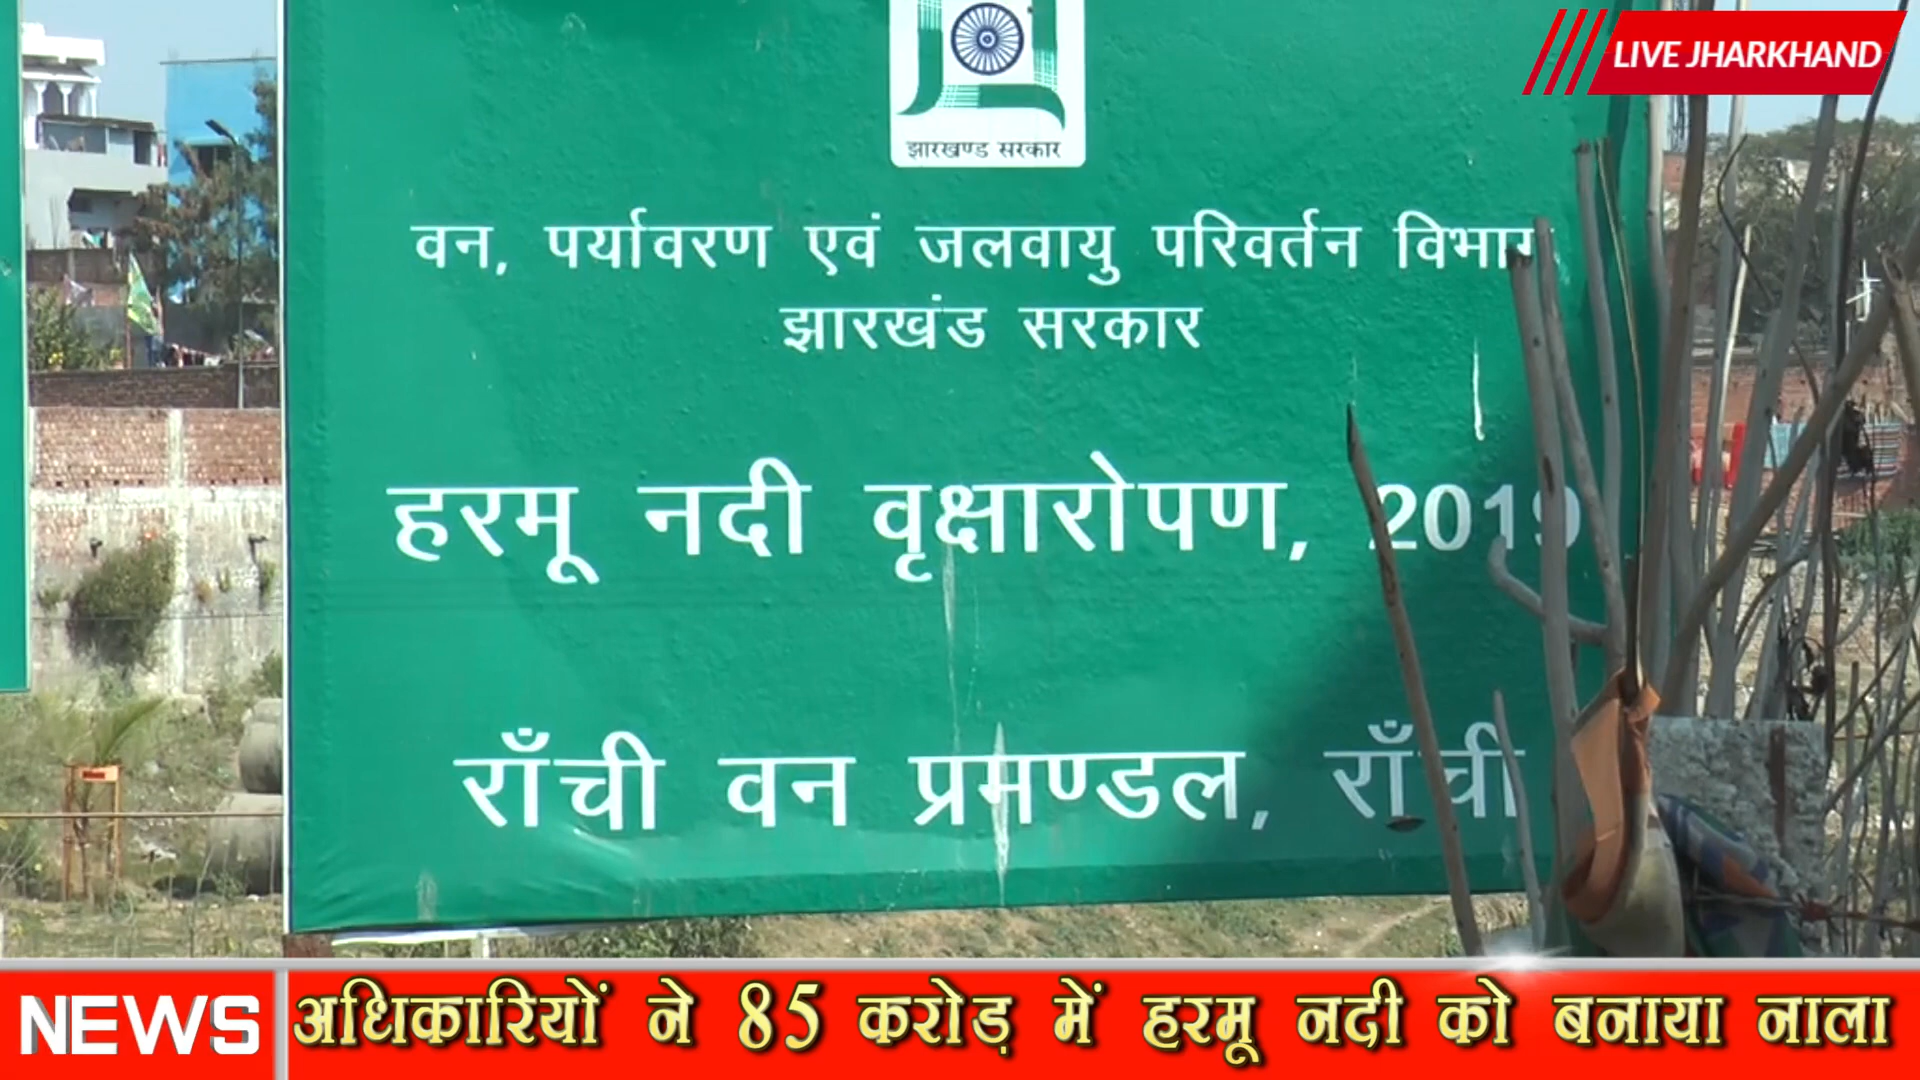 LIVE JHARKHAND
झारखण्ड सरकार
वन, पर्यावरण एवं जलवायु परिवर्तन विभाग
झारखंड सरकार
हरमू नदी वृक्षारोपण, 2019
राँची वन प्रमण्डल, राँची
NEWS
अधिकारियों ने 85 करोड़ में हरमू नदी को बनाया नाला